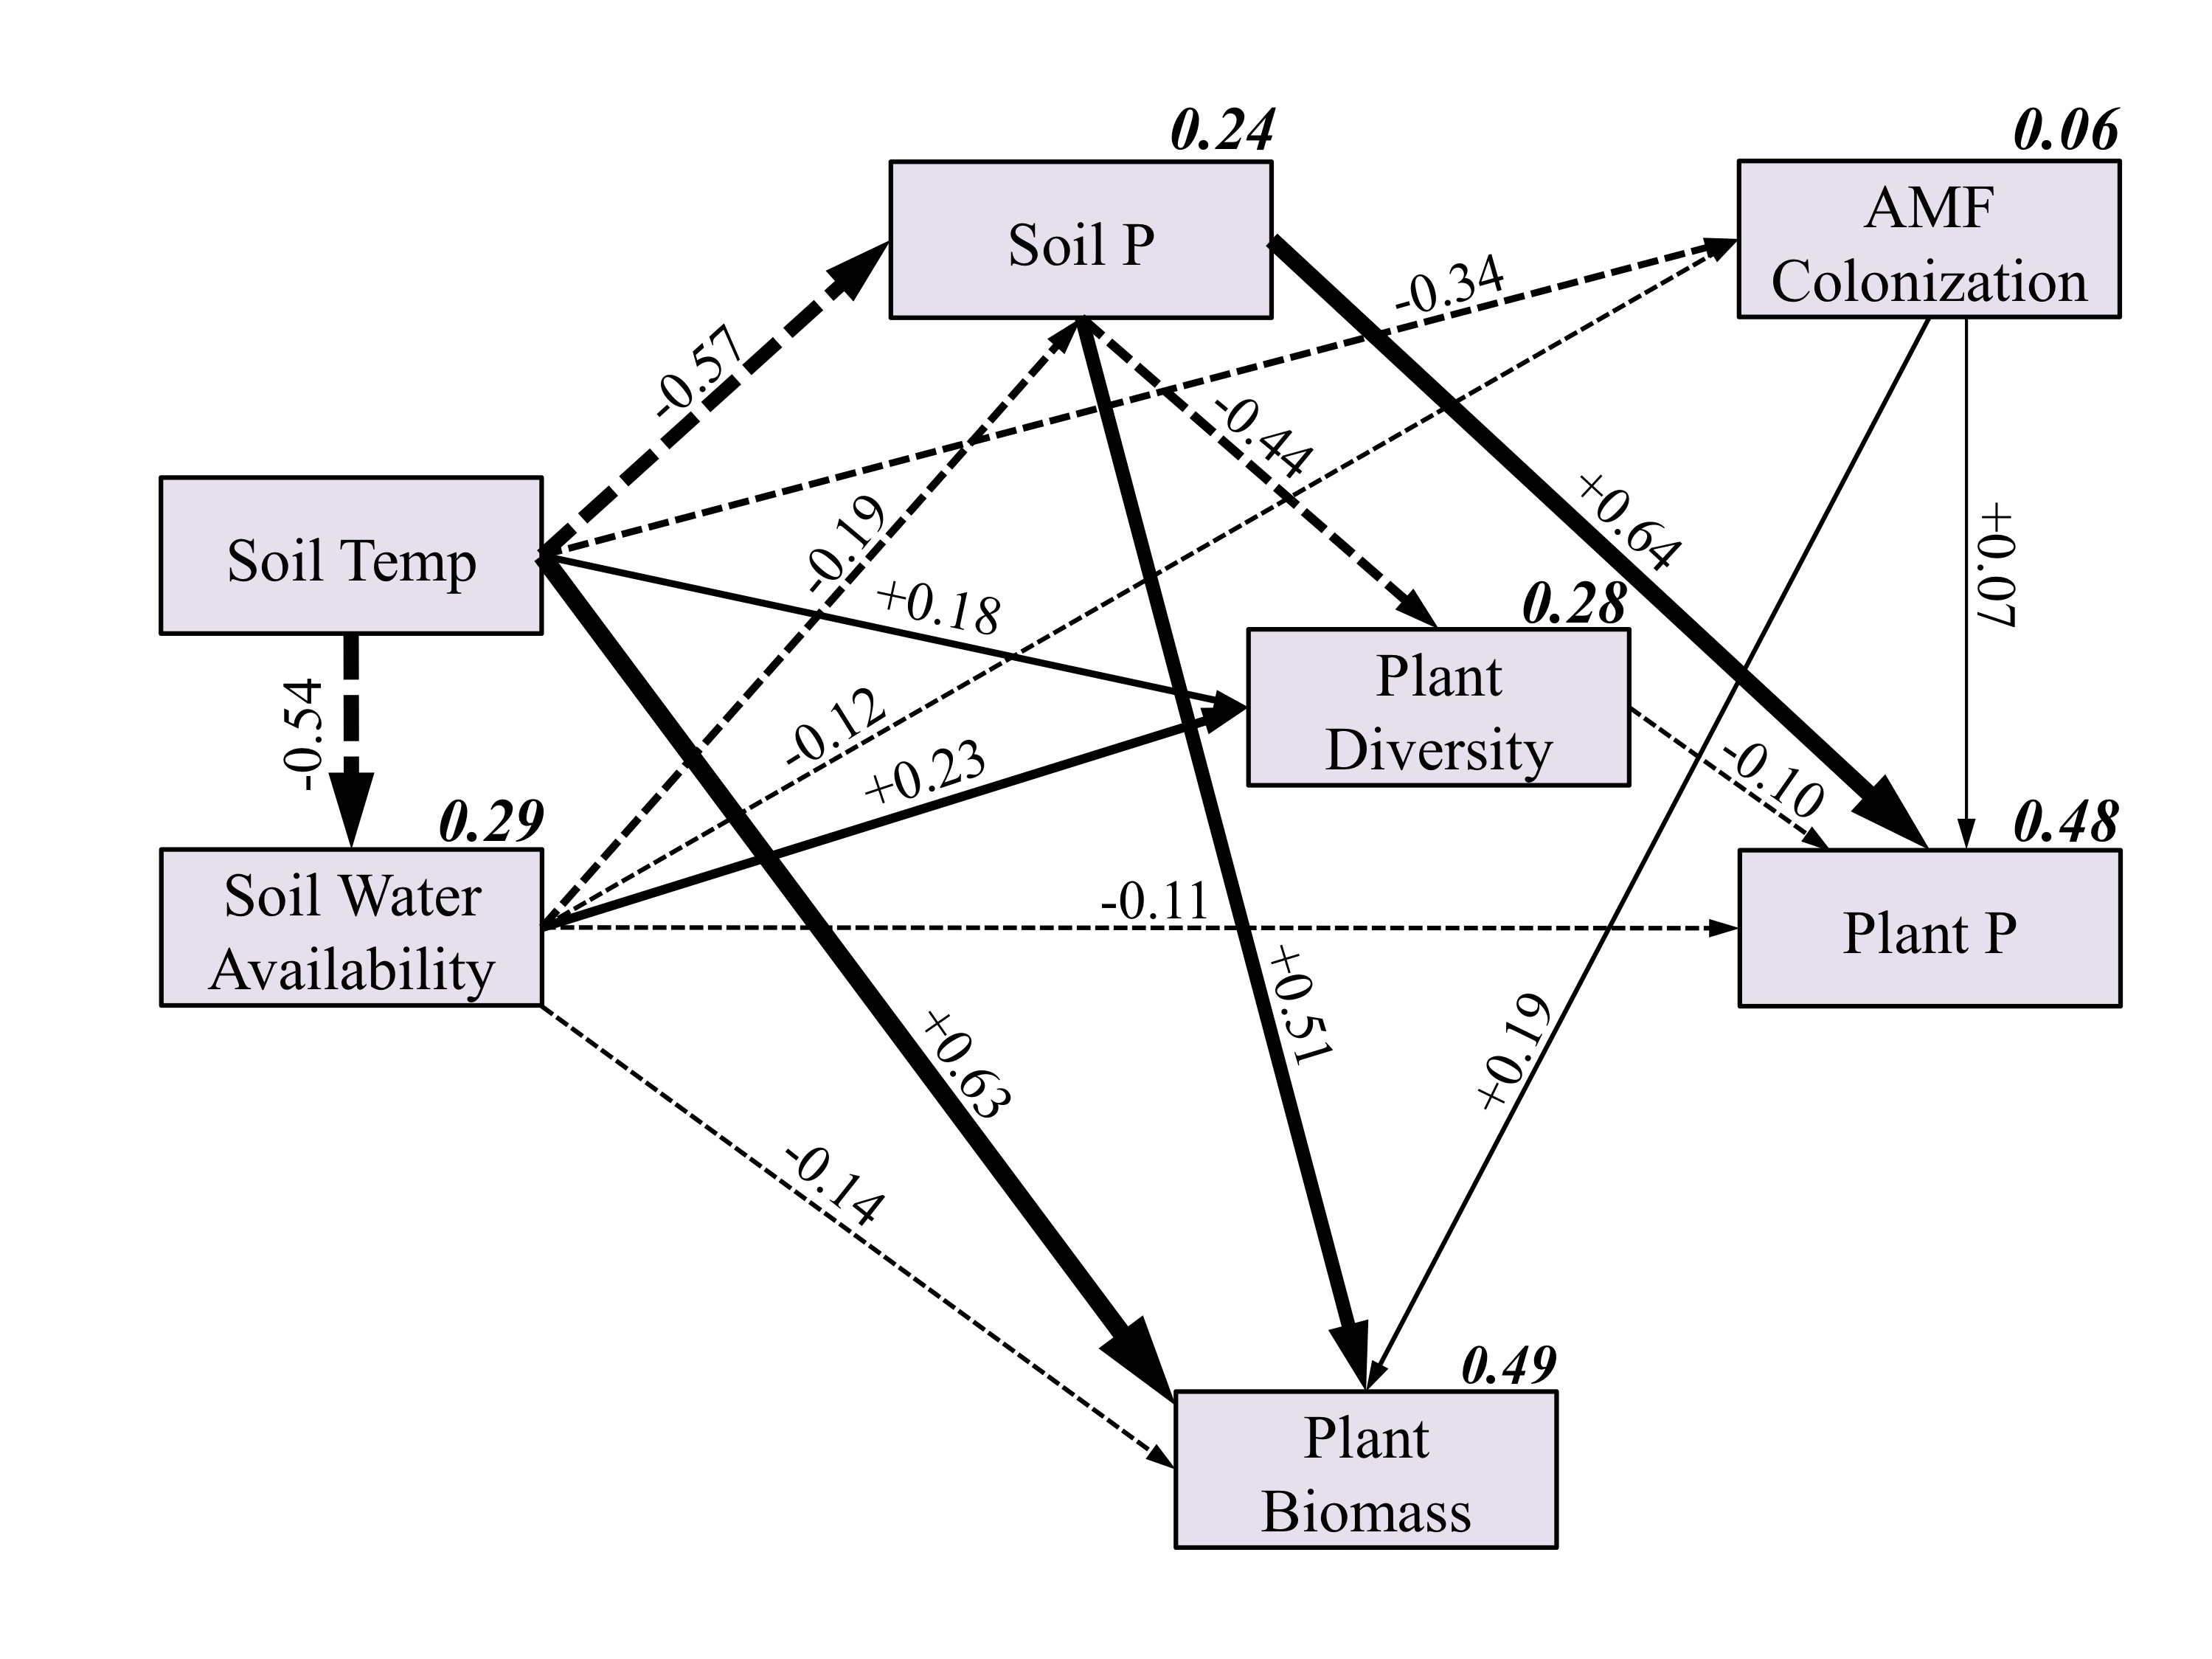 0.24
0.06
Soil P
AMF
Colonization
-0.34
-0.57
-0.44
+0.64
+0.07
-0.19
Soil Temp
+0.18
0.28
Plant
Diversity
-0.54
-0.12
+0.23
-0.10
0.29
0.48
Soil Water
Availability
-0.11
Plant P
+0.63
+0.51
+0.19
-0.14
0.49
Plant
Biomass